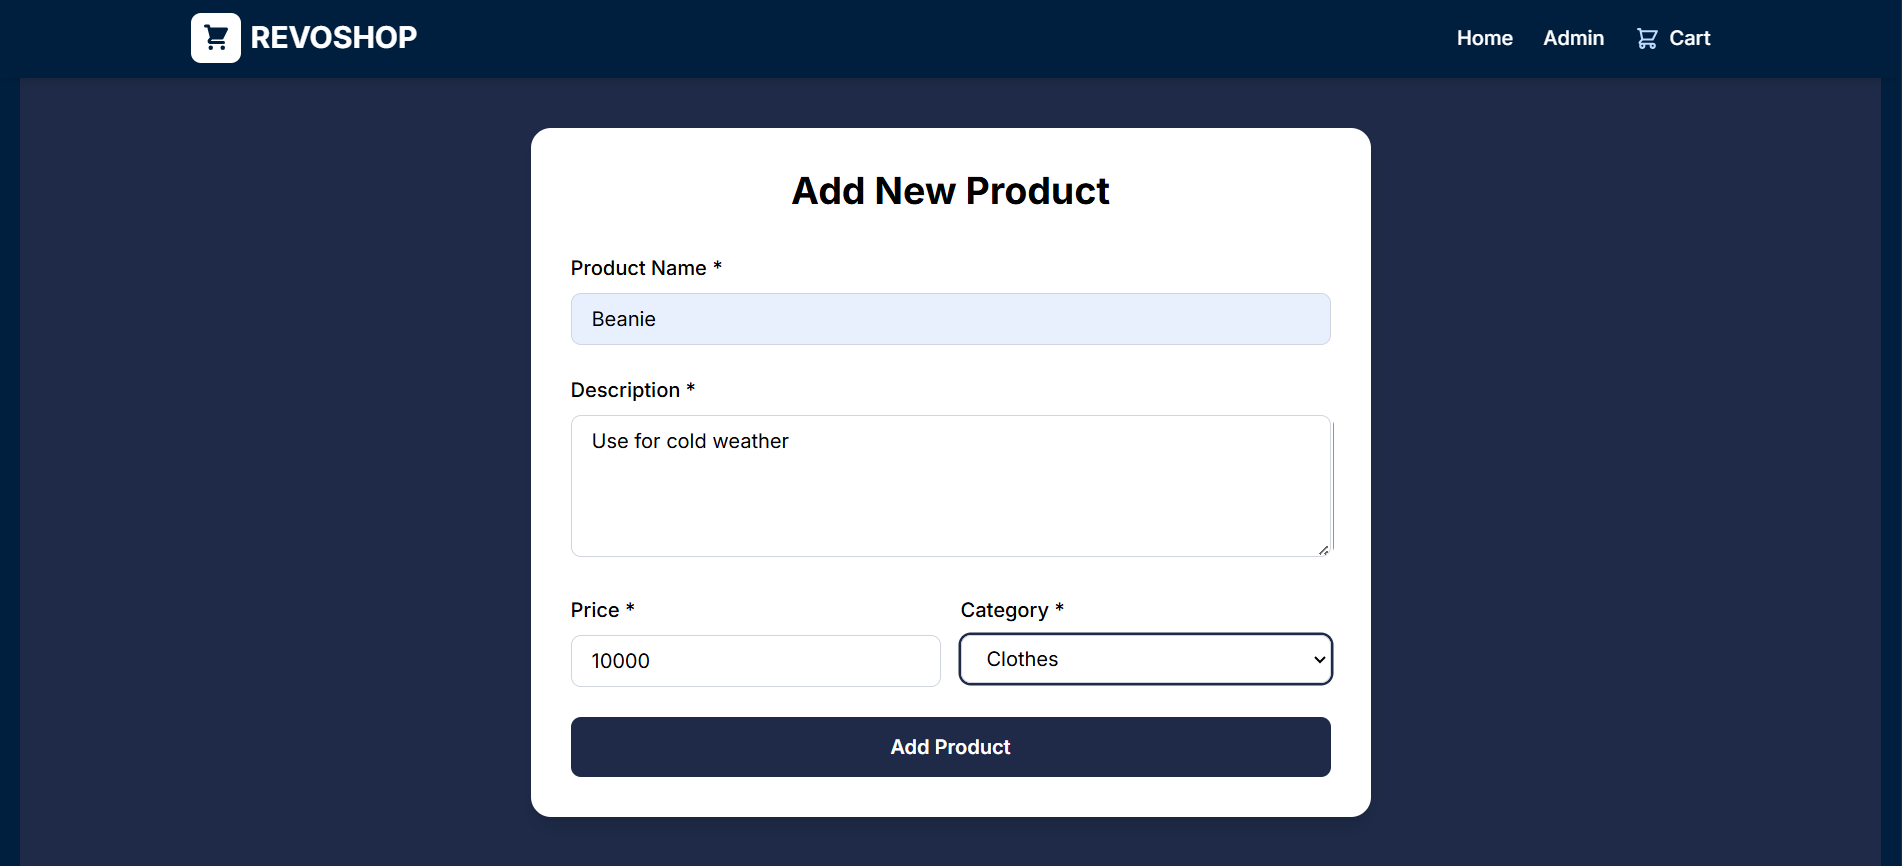 REVOSHOP
Home Admin Cart
Add New Product
Product Name *
Beanie
Description *
Use for cold weather
Price * Category *
10000 Clothes
Add Product